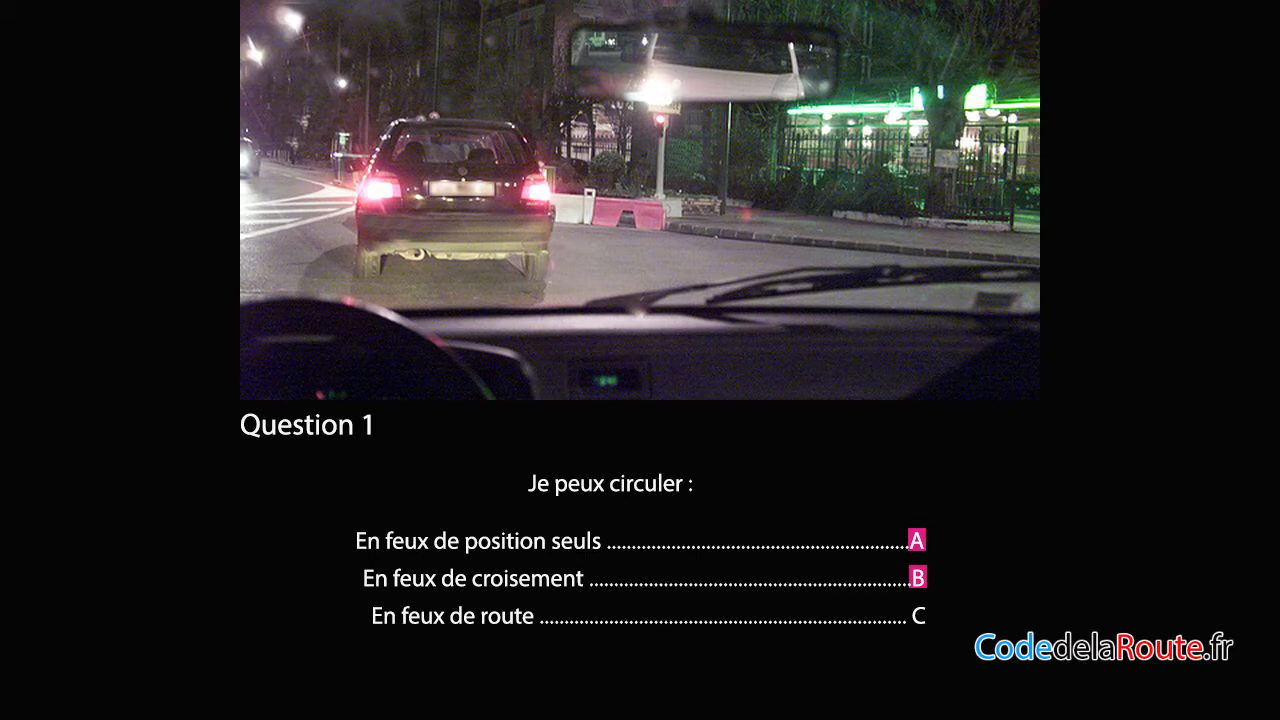 Question 1
Je peux circuler :
En feux de position seuls ............................................................. A
En feux de croisement ................................................................. B
En feux de route .......................................................................... C
CodedelaRoute.fr